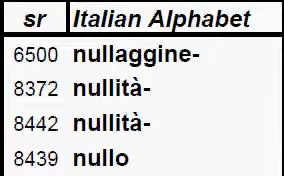 sr Italian Alphabet
6500 nullaggine-
8372 nullità-
8442 nullità-
8439 nullo